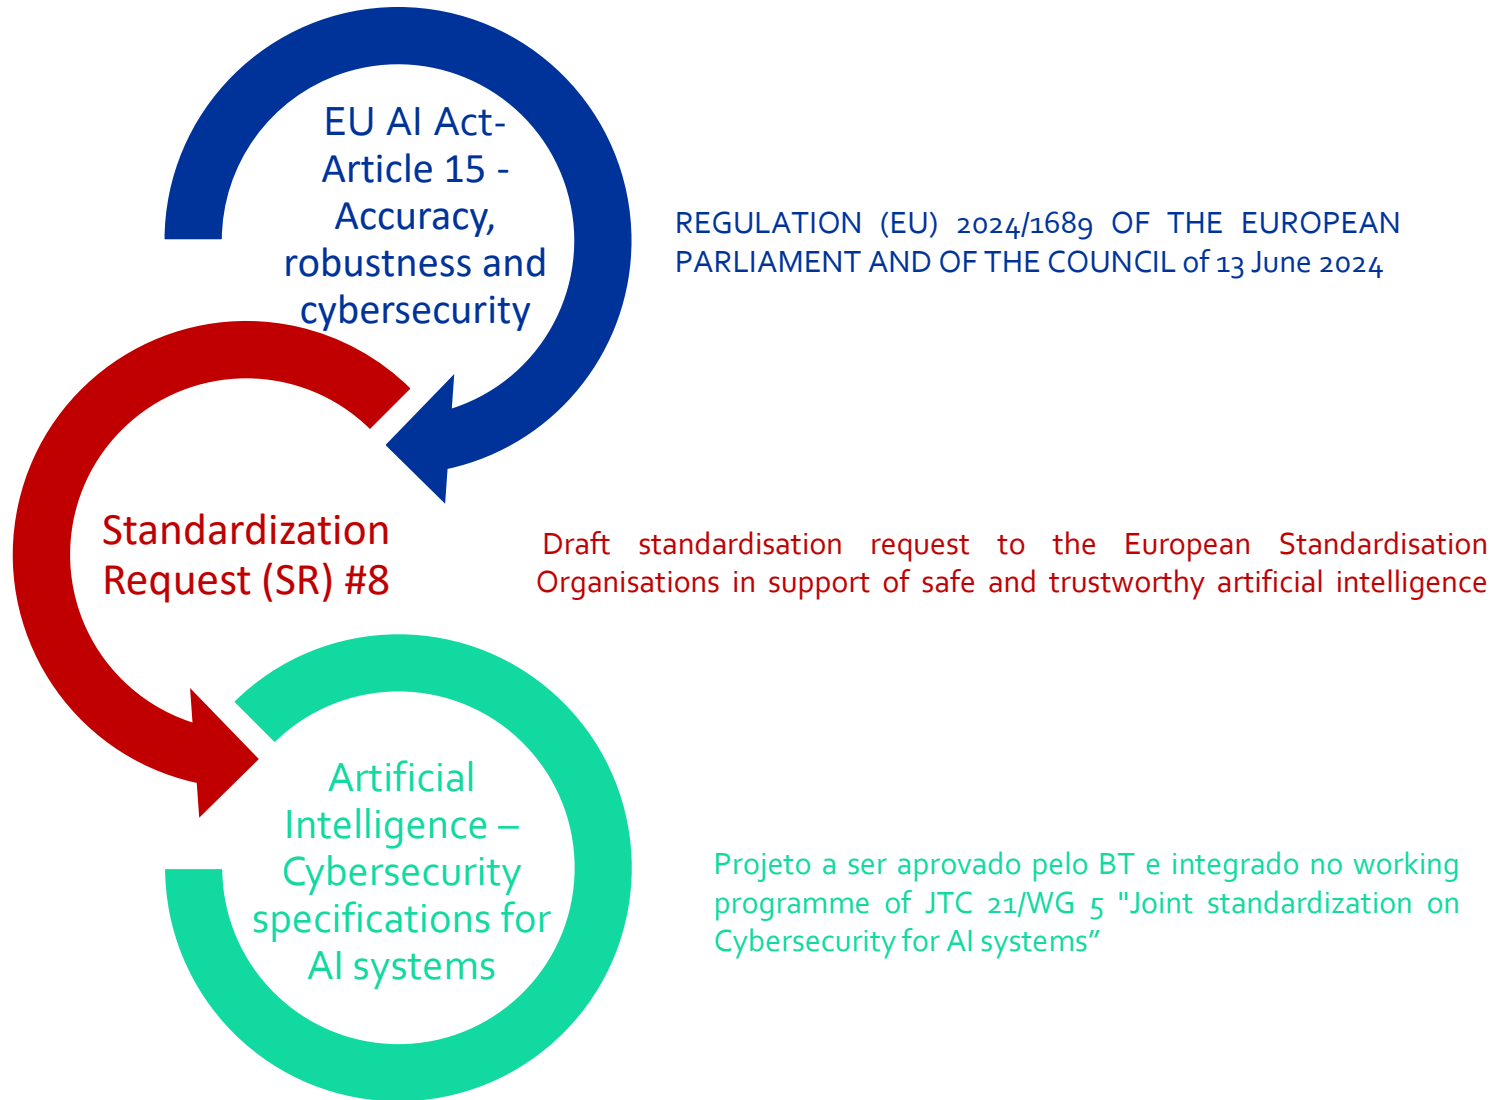 EU AI Act-
Article 15 -
Accuracy,
robustness and
cybersecurity
REGULATION (EU) 2024/1689 OF THE EUROPEAN
PARLIAMENT AND OF THE COUNCIL of 13 June 2024
Standardization
Request (SR) #8
Draft standardisation request to the European Standardisation
Organisations in support of safe and trustworthy artificial intelligence
Artificial
Intelligence –
Cybersecurity
specifications for
AI systems
Projeto a ser aprovado pelo BT e integrado no working
programme of JTC 21/WG 5 "Joint standardization on
Cybersecurity for AI systems”